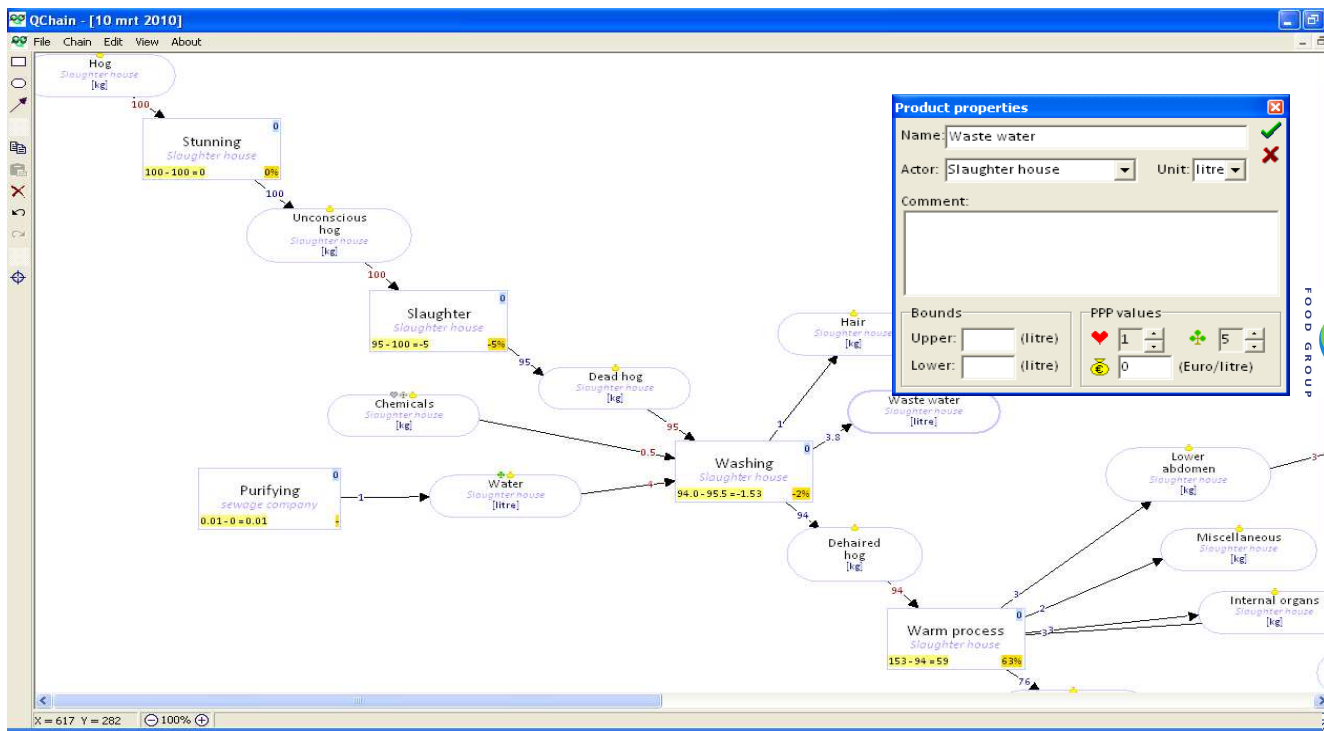 QChain - [10 mrt 2010]
File Chain Edit View About
Hog
Slaughter house
[kg]
100
0
Stunning
Slaughter house
100 - 100 = 0 0%
100
Unconscious
hog
Slaughter house
[kg]
100
0
Slaughter
Slaughter house
95 - 100 =-5 -5%
95
Dead hog
Slaughter house
[kg]
95
Chemicals
Slaughter house
[kg]
0.5
0
Purifying
sewage company
0.01 - 0 = 0.01 -
1
Water
Slaughter house
[litre]
4
0
Washing
Slaughter house
94.0 - 95.5 =-1.53 -2%
1
Hair
Slaughter house
[kg]
3.8
Waste water
Slaughter house
[litre]
94
Dehaired
hog
Slaughter house
[kg]
94
0
Warm process
Slaughter house
153 - 94 = 59 63%
3
Lower
abdomen
Slaughter house
[kg]
3
2
Miscellaneous
Slaughter house
[kg]
3
3
Internal organs
Slaughter house
[kg]
76
Product properties
Name: Waste water
Actor: Slaughter house Unit: litre
Comment:
Bounds PPP values
Upper: (litre) 1 5
Lower: (litre) € 0 (Euro/litre)
FOOD GROUP
X = 617 Y = 282 100%